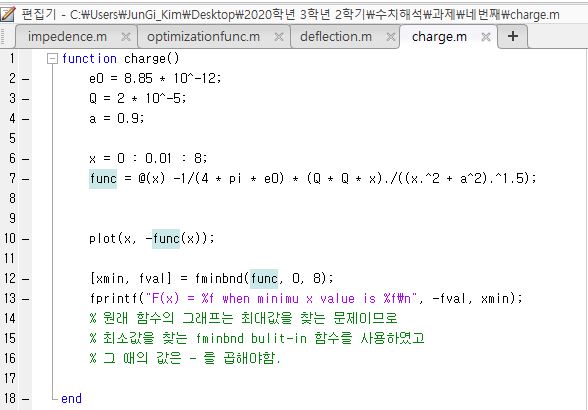 편집기 - C:₩Users₩JunGi_Kim₩Desktop₩2020학년 3학년 2학기₩수치해석₩과제₩네번째₩charge.m
impedence.m × optimizationfunc.m × deflection.m × charge.m × +
1 function charge()
2 - e0 = 8.85 * 10^-12;
3 - Q = 2 * 10^-5;
4 - a = 0.9;
5
6 - x = 0 : 0.01 : 8;
7 - func = @(x) -1/(4 * pi * e0) * (Q * Q * x)./((x.^2 + a^2).^1.5);
8
9
10 - plot(x, -func(x));
11
12 - [xmin, fval] = fminbnd(func, 0, 8);
13 - fprintf("F(x) = %f when minimu x value is %f₩n", -fval, xmin);
14 % 원래 함수의 그래프는 최대값을 찾는 문제이므로
15 % 최소값을 찾는 fminbnd bulit-in 함수를 사용하였고
16 % 그 때의 값은 - 를 곱해야함.
17
18 - end